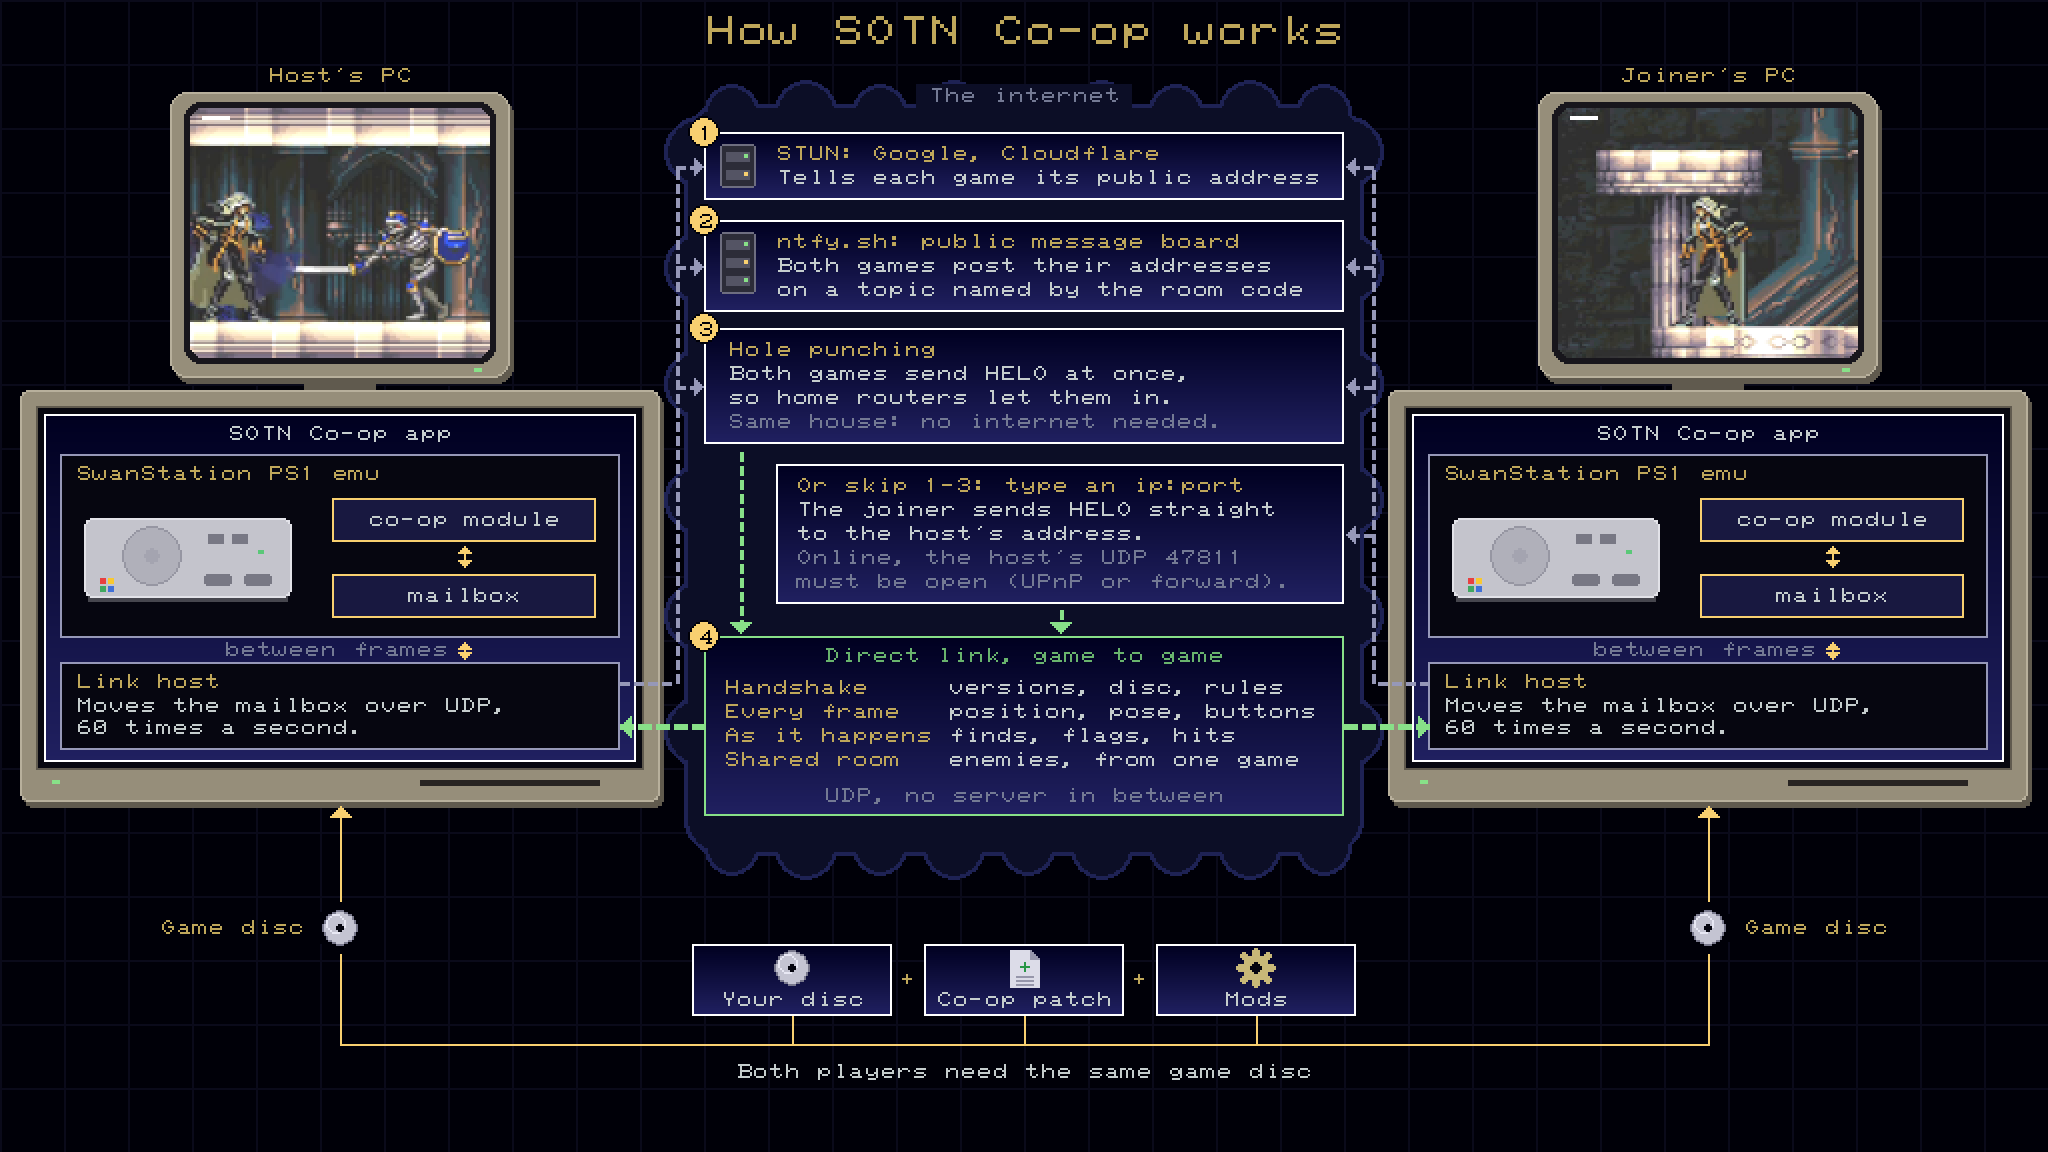 How SOTN Co-op works
Host's PC
The internet
Joiner's PC
1
STUN: Google, Cloudflare
Tells each game its public address
2
ntfy.sh: public message board
Both games post their addresses
on a topic named by the room code
3
Hole punching
Both games send HELO at once,
so home routers let them in.
Same house: no internet needed.
Or skip 1-3: type an ip:port
The joiner sends HELO straight
to the host's address.
Online, the host's UDP 47811
must be open (UPnP or forward).
4
Direct link, game to game
Handshake versions, disc, rules
Every frame position, pose, buttons
As it happens finds, flags, hits
Shared room enemies, from one game
UDP, no server in between
SOTN Co-op app
SwanStation PS1 emu
co-op module
mailbox
between frames
Link host
Moves the mailbox over UDP,
60 times a second.
SOTN Co-op app
SwanStation PS1 emu
co-op module
mailbox
between frames
Link host
Moves the mailbox over UDP,
60 times a second.
Game disc
Game disc
Your disc + Co-op patch + Mods
Both players need the same game disc